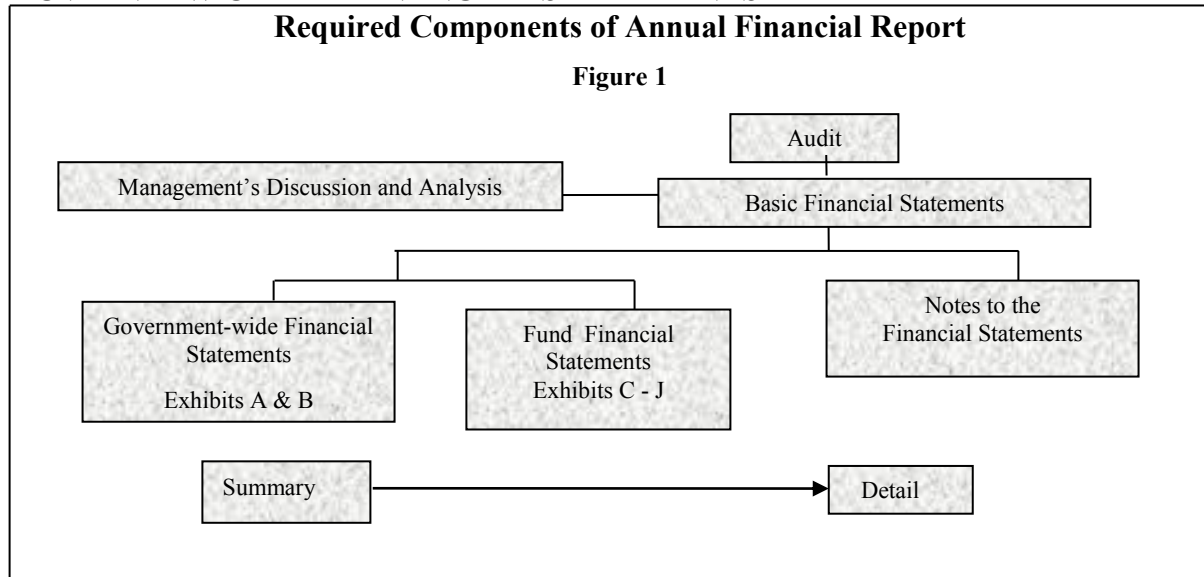 Required Components of Annual Financial Report
Figure 1
Audit
Management’s Discussion and Analysis
Basic Financial Statements
Government-wide Financial
Statements
Exhibits A & B
Fund Financial
Statements
Exhibits C - J
Notes to the
Financial Statements
Summary
Detail